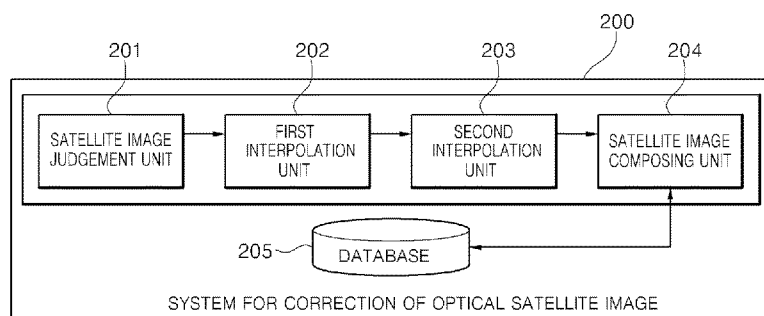 200
201
202
203
204
SATELLITE IMAGE
JUDGEMENT UNIT
FIRST
INTERPOLATION
UNIT
SECOND
INTERPOLATION
UNIT
SATELLITE IMAGE
COMPOSING UNIT
205
DATABASE
SYSTEM FOR CORRECTION OF OPTICAL SATELLITE IMAGE